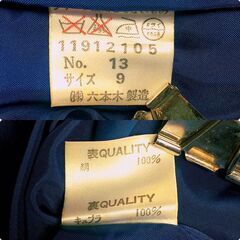 11912105
No. 13
サイズ 9
㈱六本木製造
表QUALITY
絹 100%
裏QUALITY
キュプラ 100%